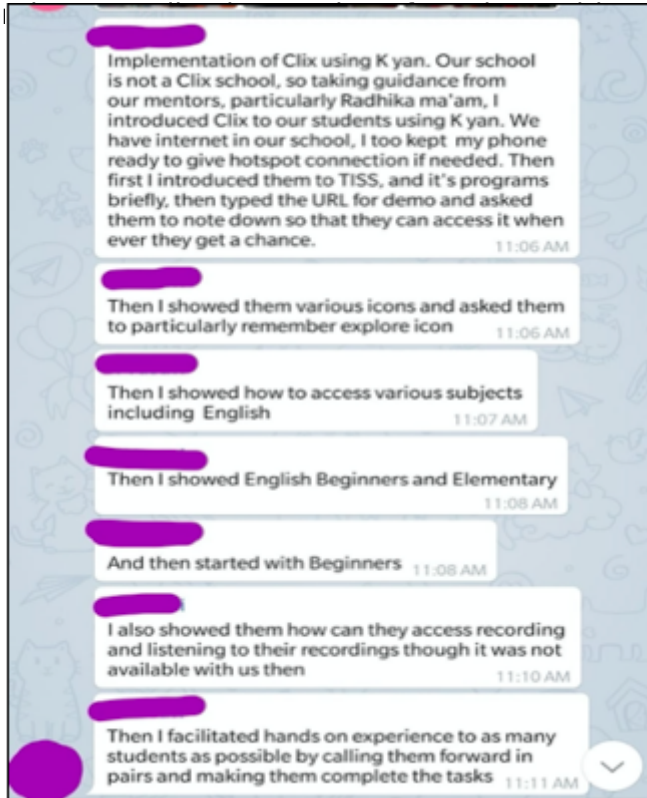 Implementation of Clix using K yan. Our school
is not a Clix school, so taking guidance from
our mentors, particularly Radhika ma'am, I
introduced Clix to our students using K yan. We
have internet in our school, I too kept my phone
ready to give hotspot connection if needed. Then
first I introduced them to TISS, and it's programs
briefly, then typed the URL for demo and asked
them to note down so that they can access it when
ever they get a chance.
11:06 AM
Then I showed them various icons and asked them
to particularly remember explore icon
11:06 AM
Then I showed how to access various subjects
including English
11:07 AM
Then I showed English Beginners and Elementary
11:08 AM
And then started with Beginners
11:08 AM
I also showed them how can they access recording
and listening to their recordings though it was not
available with us then
11:10 AM
Then I facilitated hands on experience to as many
students as possible by calling them forward in
pairs and making them complete the tasks
11:11 AM